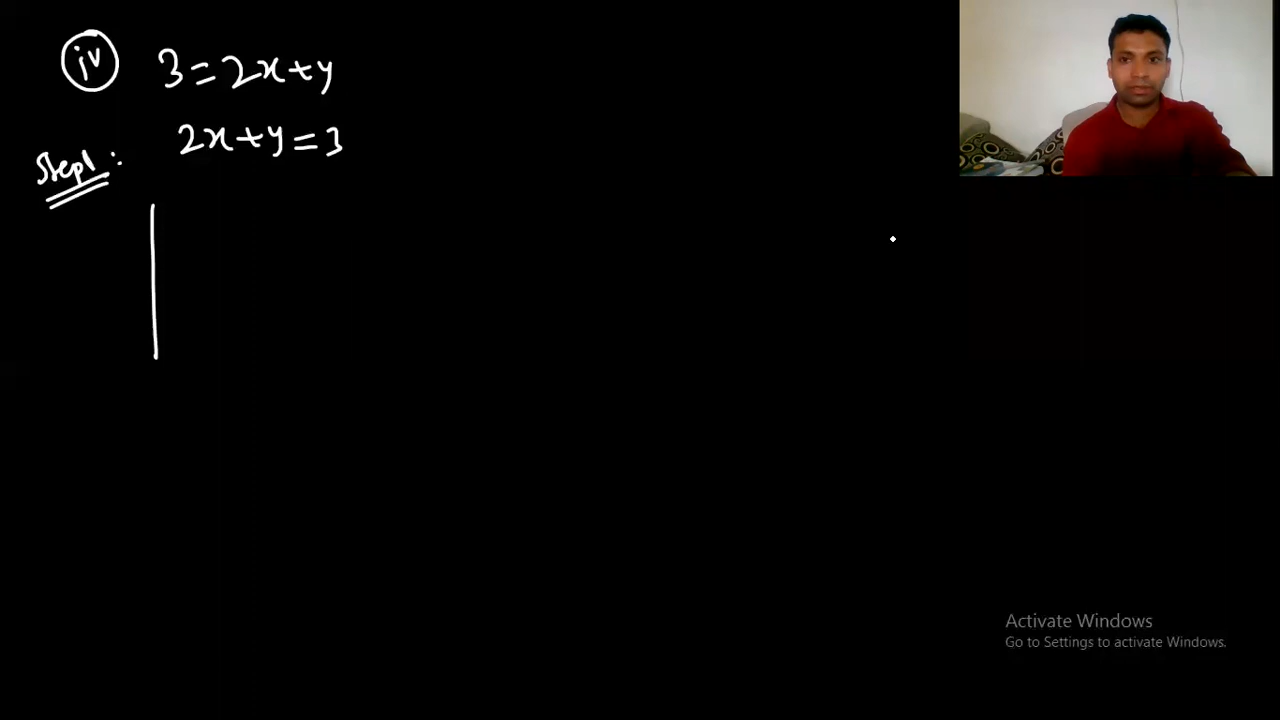 iv 3=2x+y
2x+y=3
Step1:
Activate Windows
Go to Settings to activate Windows.